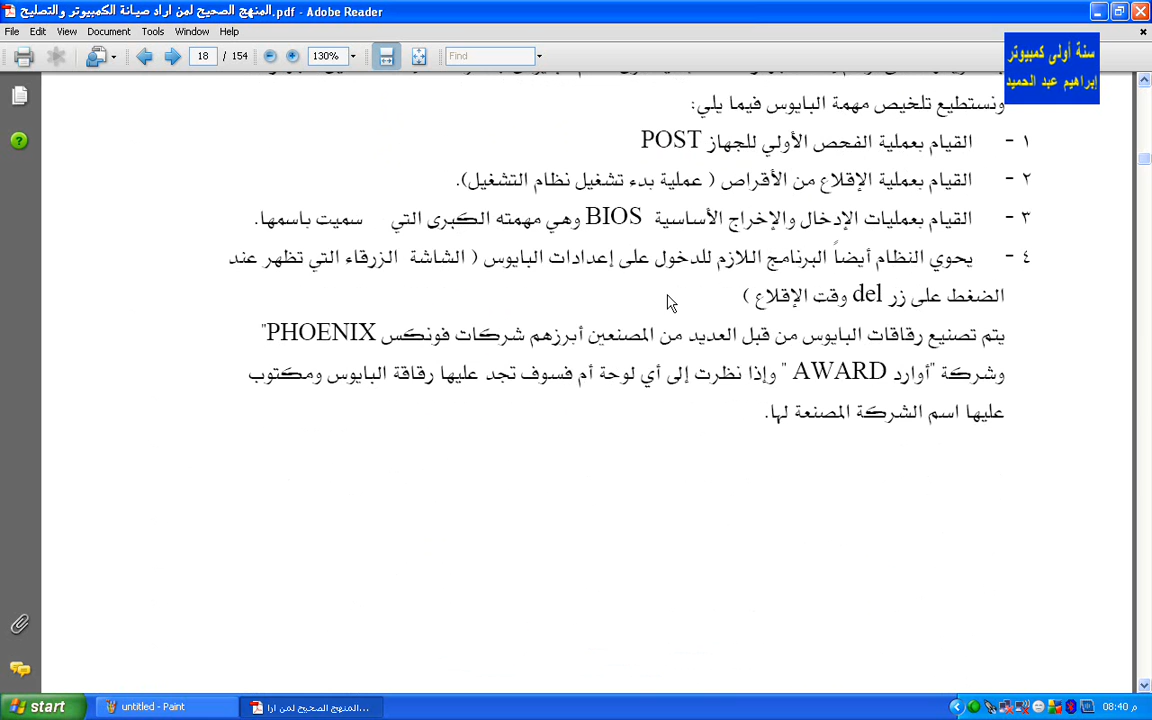 المنهج الصحيح لمن اراد صيانة الكمبيوتر والتصليح.pdf - Adobe Reader
File Edit View Document Tools Window Help
18 / 154 130% Find
سنة أولى كمبيوتر
إبراهيم عبد الحميد
ونستطيع تلخيص مهمة البايوس فيما يلي:
١ - القيام بعملية الفحص الأولي للجهاز POST
٢ - القيام بعملية الإقلاع من الأقراص ( عملية بدء تشغيل نظام التشغيل).
٣ - القيام بعمليات الإدخال والإخراج الأساسية BIOS وهي مهمته الكبرى التي سميت باسمها.
٤ - يحوي النظام أيضاً البرنامج اللازم للدخول على إعدادات البايوس ( الشاشة الزرقاء التي تظهر عند
الضغط على زر del وقت الإقلاع )
يتم تصنيع رقاقات البايوس من قبل العديد من المصنعين أبرزهم شركات فونكس PHOENIX"
وشركة "أوارد AWARD " وإذا نظرت إلى أي لوحة أم فسوف تجد عليها رقاقة البايوس ومكتوب
عليها اسم الشركة المصنعة لها.
start untitled - Paint المنهج الصحيح لمن ارا... 08:40 م